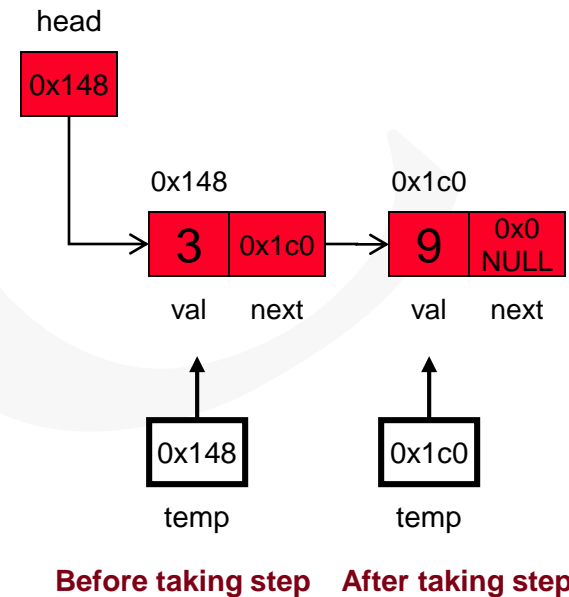 head
0x148
0x148 0x1c0
3 0x1c0 9 0x0
NULL
val next val next
0x148 0x1c0
temp temp
Before taking step After taking step